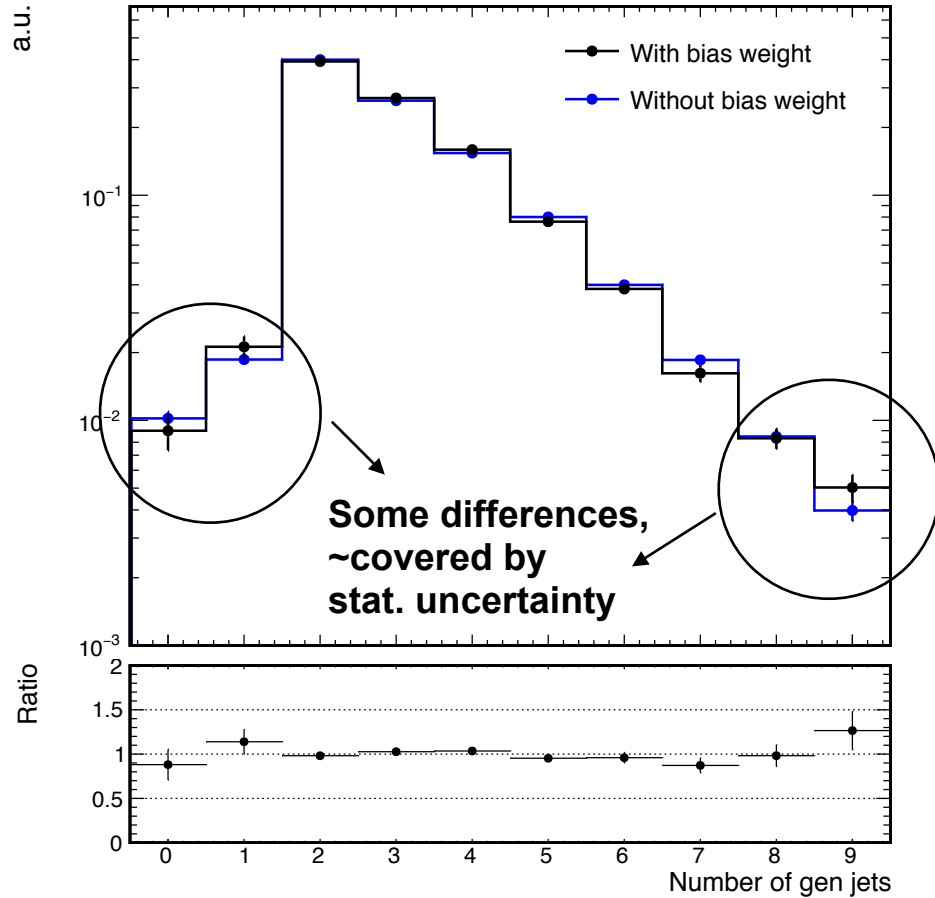 a.u.
With bias weight
Without bias weight
10⁻¹
10⁻²
10⁻³
Some differences,
~covered by
stat. uncertainty
Ratio
2
1.5
1
0.5
0
0 1 2 3 4 5 6 7 8 9
Number of gen jets